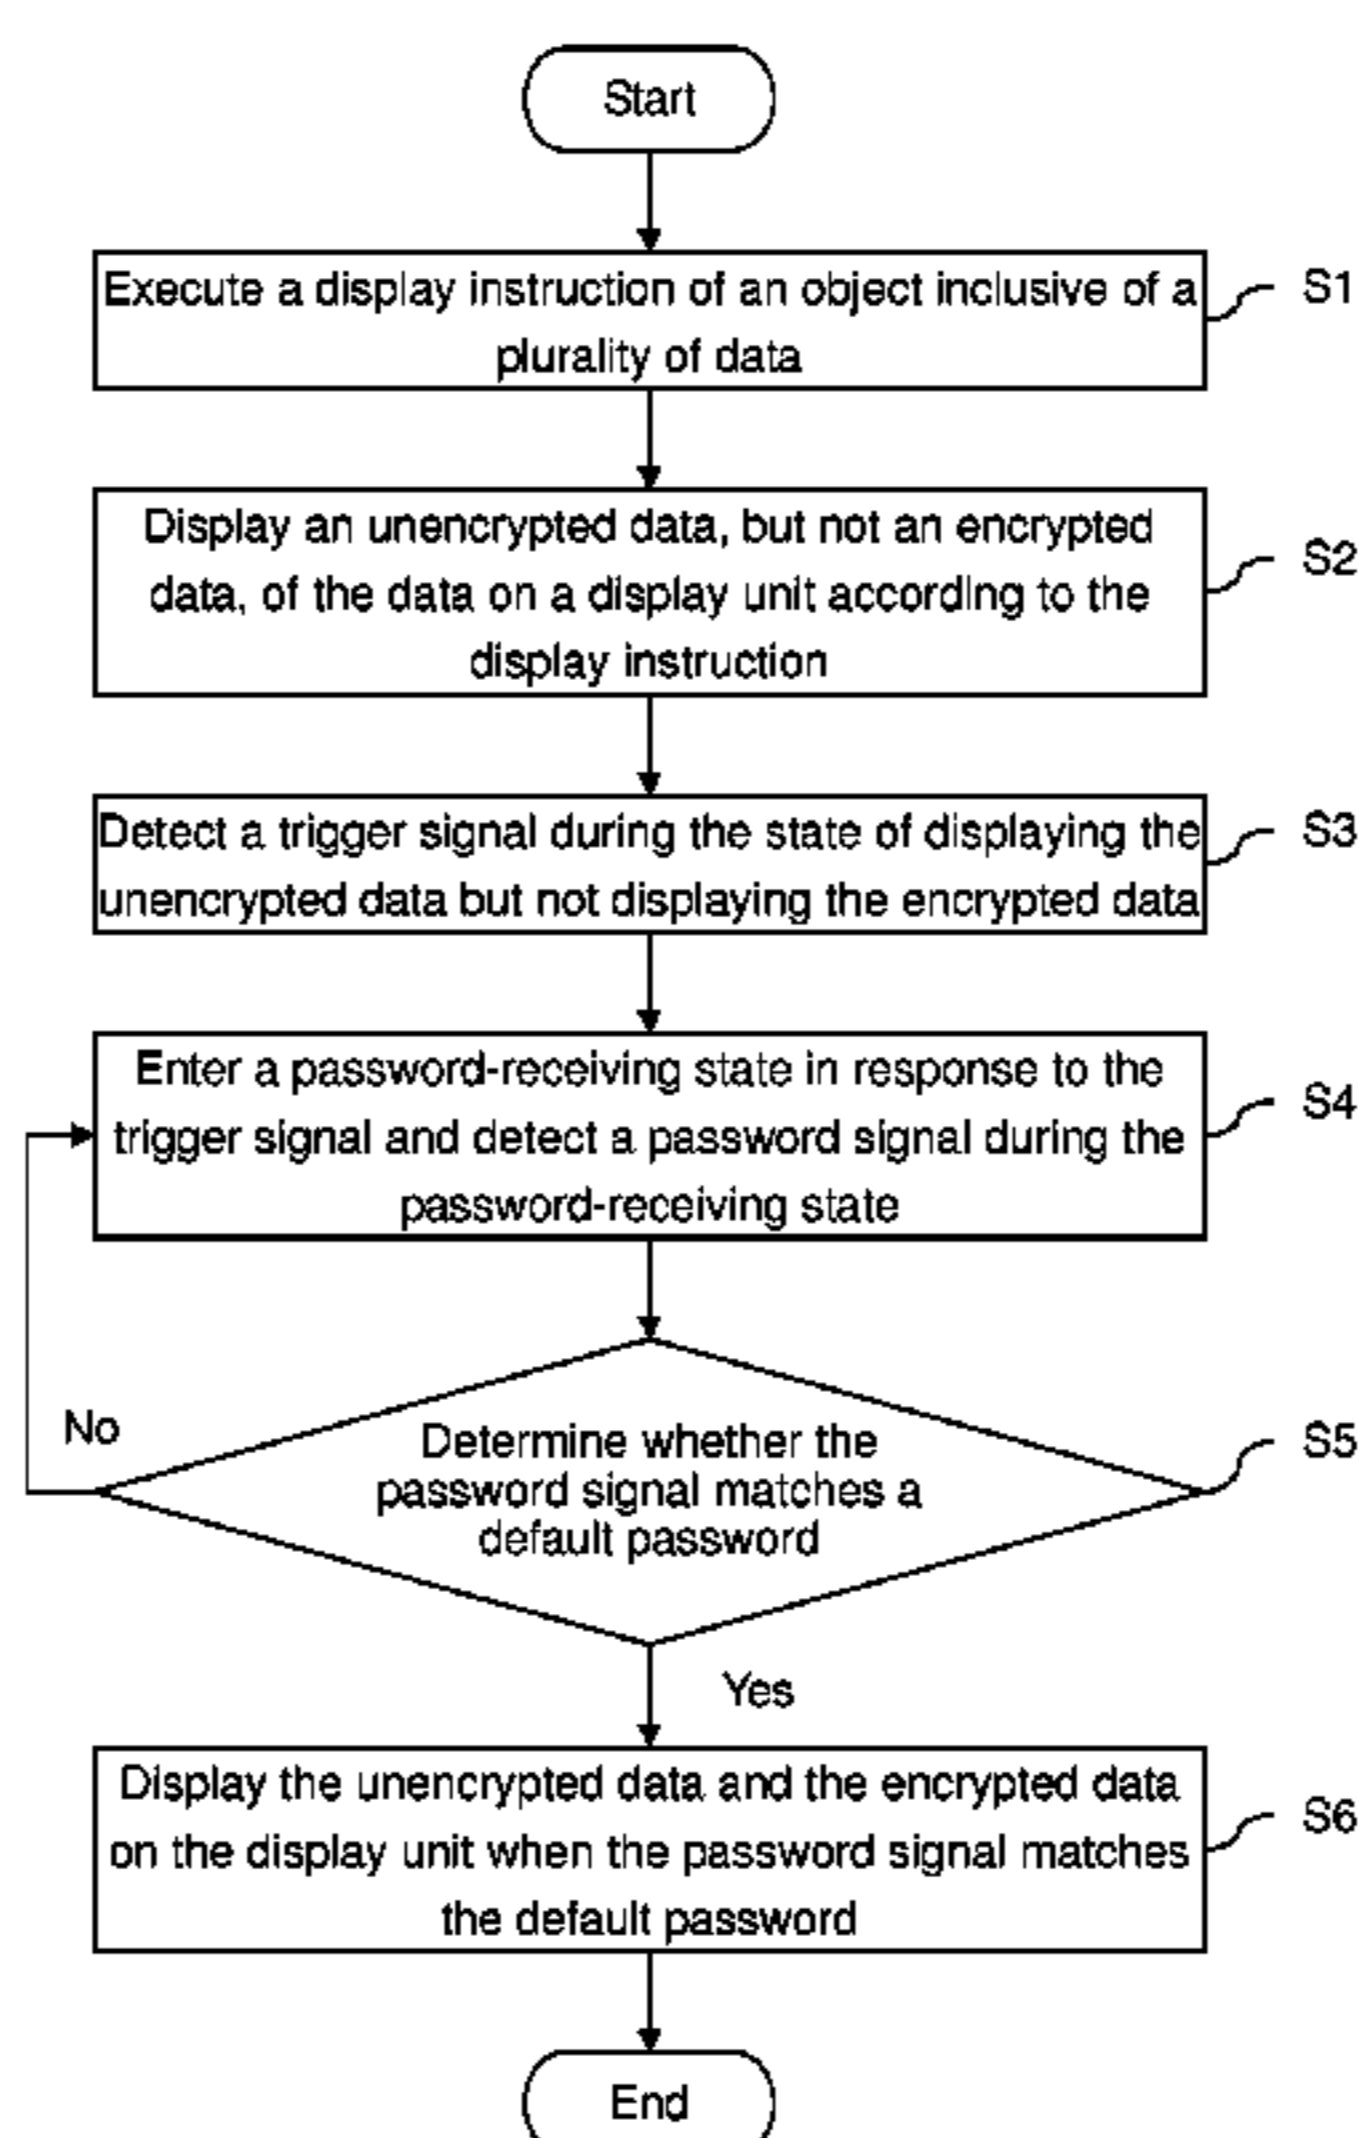 Start
Execute a display instruction of an object inclusive of a
plurality of data
S1
Display an unencrypted data, but not an encrypted
data, of the data on a display unit according to the
display instruction
S2
Detect a trigger signal during the state of displaying the
unencrypted data but not displaying the encrypted data
S3
Enter a password-receiving state in response to the
trigger signal and detect a password signal during the
password-receiving state
S4
Determine whether the
password signal matches a
default password
S5
No
Yes
Display the unencrypted data and the encrypted data
on the display unit when the password signal matches
the default password
S6
End